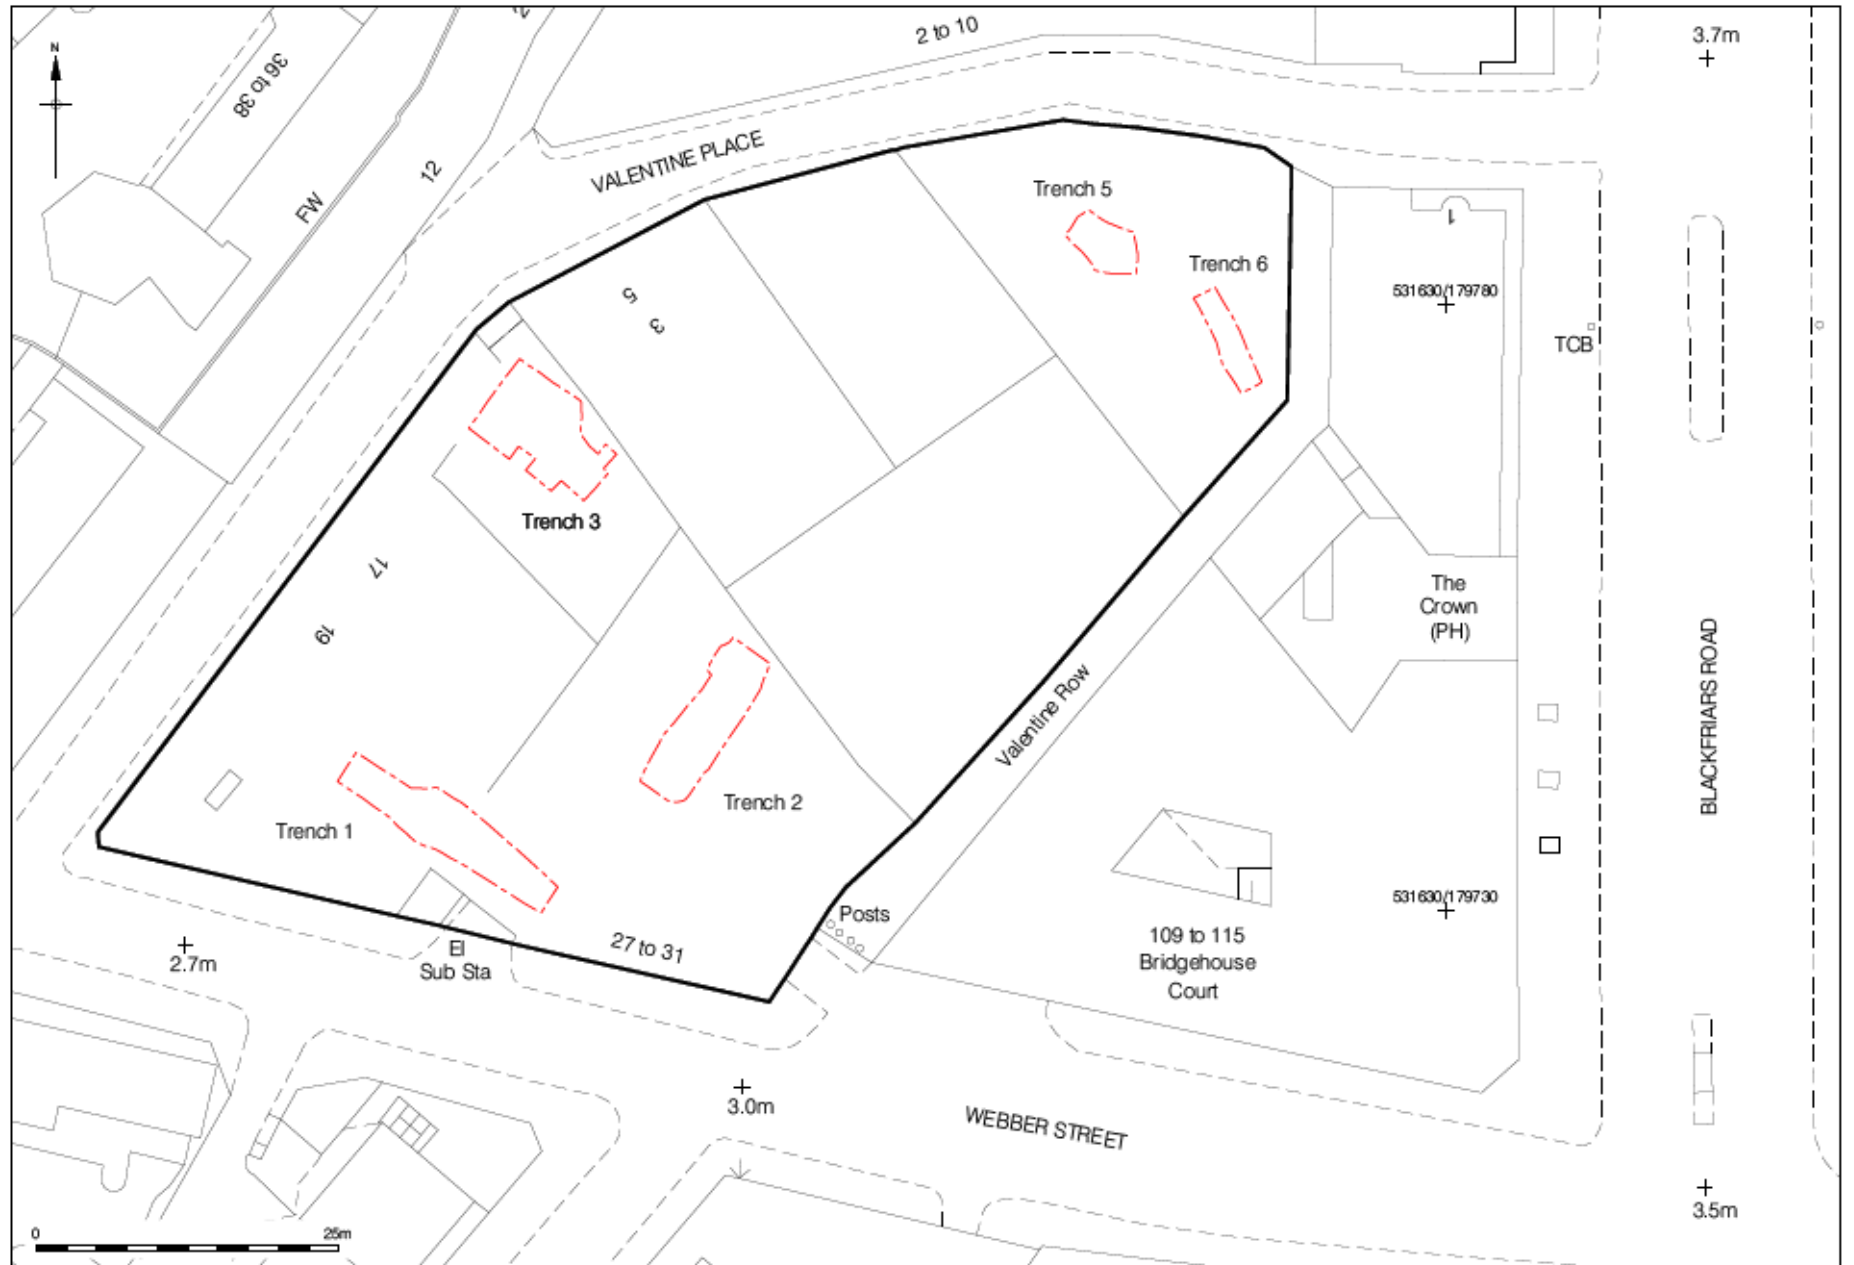 N
2 to 10
3.7m
36 to 38
VALENTINE PLACE
12
FW
Trench 5
Trench 6
1
531630/179780
TCB
5
3
Trench 3
17
19
The
Crown
(PH)
BLACKFRIARS ROAD
Valentine Row
Trench 2
Trench 1
531630/179730
Posts
109 to 115
Bridgehouse
Court
27 to 31
El
Sub Sta
2.7m
3.0m
WEBBER STREET
3.5m
0 25m